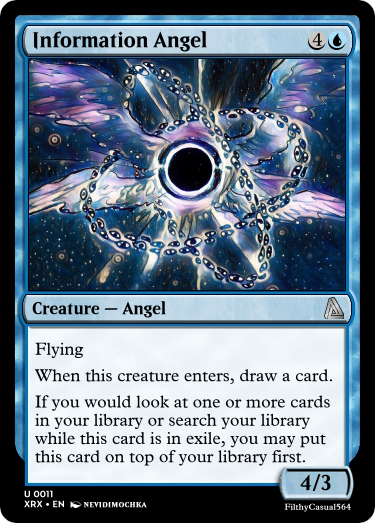 Information Angel 4
Creature — Angel
Flying
When this creature enters, draw a card.
If you would look at one or more cards
in your library or search your library
while this card is in exile, you may put
this card on top of your library first.
4/3
U 0011
XRX • EN NEVIDIMOCHKA
FilthyCasual564